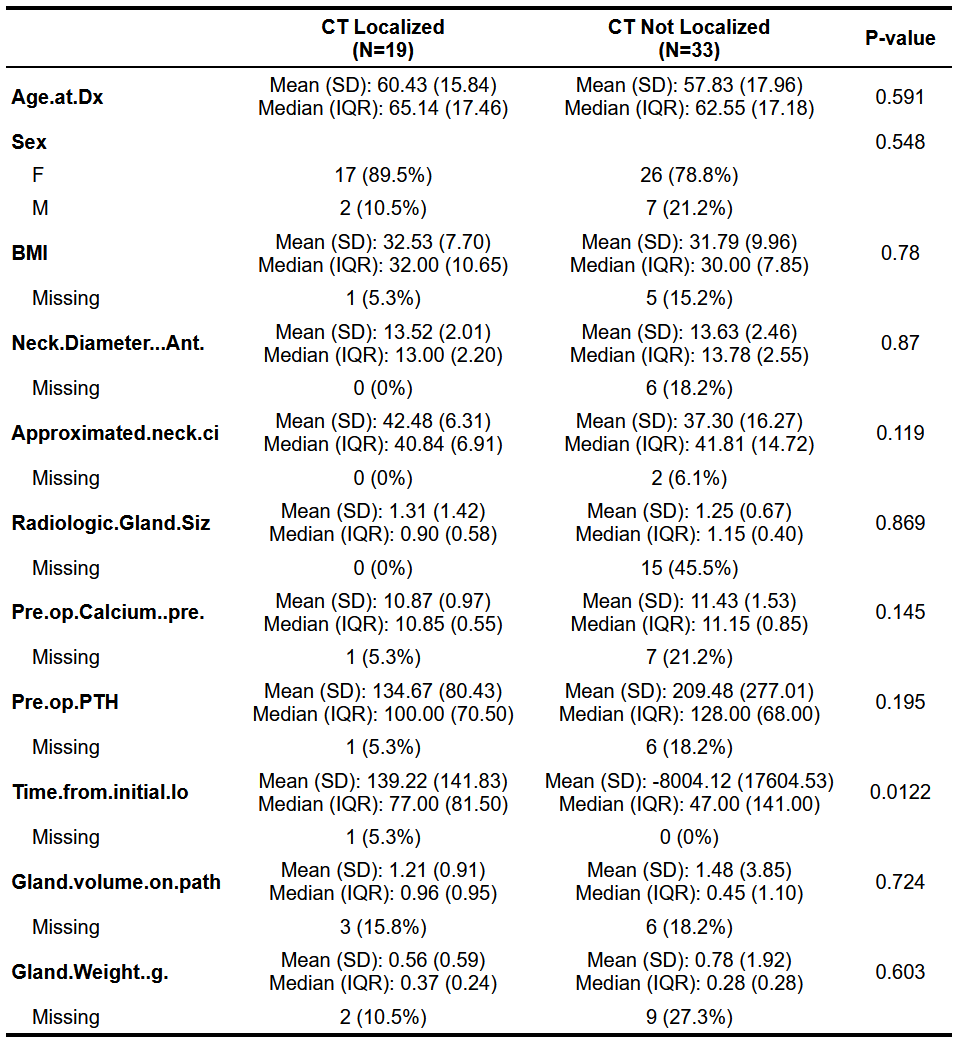 CT Localized CT Not Localized P-value
(N=19) (N=33)
Age.at.Dx Mean (SD): 60.43 (15.84) Mean (SD): 57.83 (17.96) 0.591
Median (IQR): 65.14 (17.46) Median (IQR): 62.55 (17.18)
Sex 0.548
F 17 (89.5%) 26 (78.8%)
M 2 (10.5%) 7 (21.2%)
BMI Mean (SD): 32.53 (7.70) Mean (SD): 31.79 (9.96) 0.78
Median (IQR): 32.00 (10.65) Median (IQR): 30.00 (7.85)
Missing 1 (5.3%) 5 (15.2%)
Neck.Diameter...Ant. Mean (SD): 13.52 (2.01) Mean (SD): 13.63 (2.46) 0.87
Median (IQR): 13.00 (2.20) Median (IQR): 13.78 (2.55)
Missing 0 (0%) 6 (18.2%)
Approximated.neck.ci Mean (SD): 42.48 (6.31) Mean (SD): 37.30 (16.27) 0.119
Median (IQR): 40.84 (6.91) Median (IQR): 41.81 (14.72)
Missing 0 (0%) 2 (6.1%)
Radiologic.Gland.Siz Mean (SD): 1.31 (1.42) Mean (SD): 1.25 (0.67) 0.869
Median (IQR): 0.90 (0.58) Median (IQR): 1.15 (0.40)
Missing 0 (0%) 15 (45.5%)
Pre.op.Calcium..pre. Mean (SD): 10.87 (0.97) Mean (SD): 11.43 (1.53) 0.145
Median (IQR): 10.85 (0.55) Median (IQR): 11.15 (0.85)
Missing 1 (5.3%) 7 (21.2%)
Pre.op.PTH Mean (SD): 134.67 (80.43) Mean (SD): 209.48 (277.01) 0.195
Median (IQR): 100.00 (70.50) Median (IQR): 128.00 (68.00)
Missing 1 (5.3%) 6 (18.2%)
Time.from.initial.lo Mean (SD): 139.22 (141.83) Mean (SD): -8004.12 (17604.53) 0.0122
Median (IQR): 77.00 (81.50) Median (IQR): 47.00 (141.00)
Missing 1 (5.3%) 0 (0%)
Gland.volume.on.path Mean (SD): 1.21 (0.91) Mean (SD): 1.48 (3.85) 0.724
Median (IQR): 0.96 (0.95) Median (IQR): 0.45 (1.10)
Missing 3 (15.8%) 6 (18.2%)
Gland.Weight..g. Mean (SD): 0.56 (0.59) Mean (SD): 0.78 (1.92) 0.603
Median (IQR): 0.37 (0.24) Median (IQR): 0.28 (0.28)
Missing 2 (10.5%) 9 (27.3%)